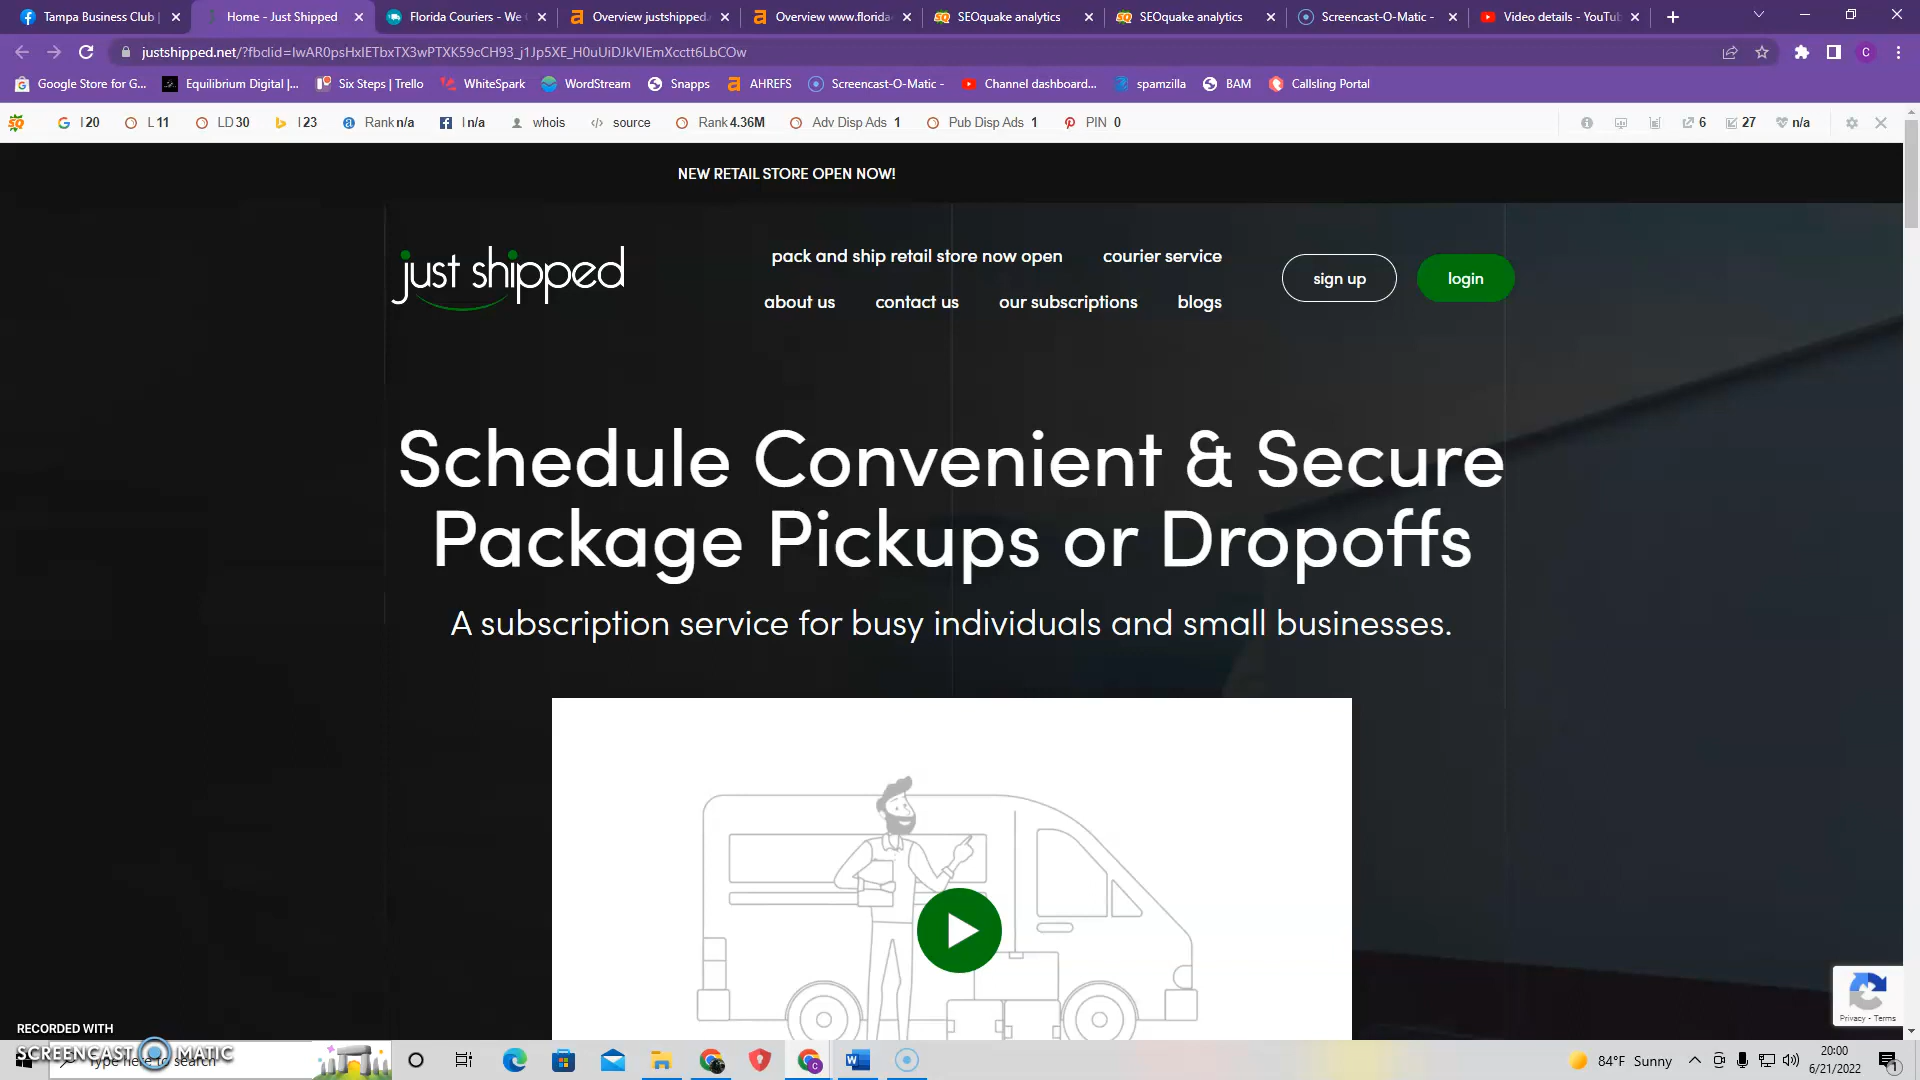 Tampa Business Club |
Home - Just Shipped
Florida Couriers - We
Overview justshipped.
Overview www.florida
SEOquake analytics
SEOquake analytics
Screencast-O-Matic -
Video details - YouTu
justshipped.net/?fbclid=IwAR0psHxIETbxTX3wPTXK59cCH93_j1Jp5XE_H0uUiDJkVIEmXcctt6LbCOw
C
Google Store for G...
Equilibrium Digital |...
Six Steps | Trello
WhiteSpark
WordStream
Snapps
AHREFS
Screencast-O-Matic -
Channel dashboard...
spamzilla
BAM
Callsling Portal
I 20
L 11
LD 30
I 23
Rank n/a
I n/a
whois
source
Rank 4.36M
Adv Disp Ads 1
Pub Disp Ads 1
PIN 0
6
27
n/a
NEW RETAIL STORE OPEN NOW!
just shipped
pack and ship retail store now open
courier service
about us
contact us
our subscriptions
blogs
sign up
login
Schedule Convenient & Secure
Package Pickups or Dropoffs
A subscription service for busy individuals and small businesses.
Privacy - Terms
RECORDED WITH
SCREENCAST-O-MATIC
Type here to search
84°F Sunny
20:00
6/21/2022
1